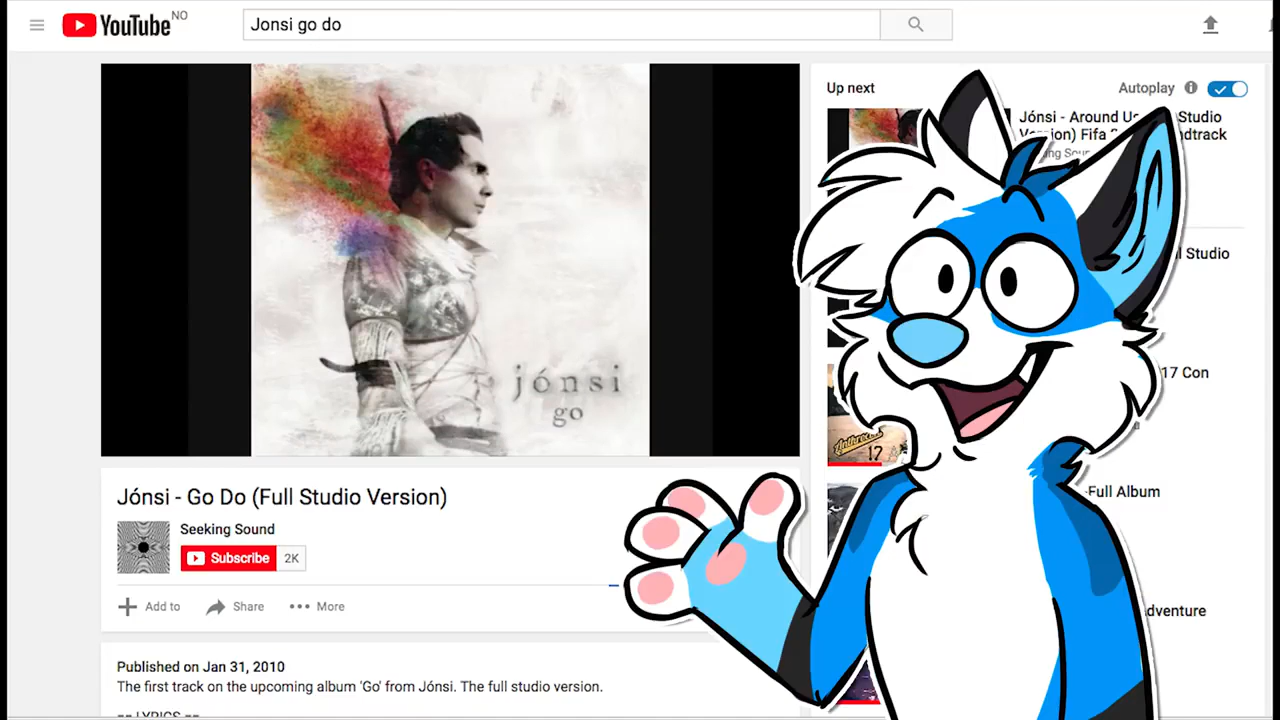 YouTube NO
Jonsi go do
jónsi
go
Up next
Autoplay
Jónsi - Around Us
Studio
Fifa
Studio
17 Con
Anthrocon
17
Full Album
dventure
Jónsi - Go Do (Full Studio Version)
Seeking Sound
Subscribe 2K
Add to Share More
Published on Jan 31, 2010
The first track on the upcoming album ‘Go’ from Jónsi. The full studio version.